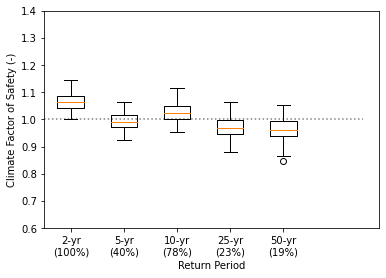 Climate Factor of Safety (-)
1.4
1.3
1.2
1.1
1.0
0.9
0.8
0.7
0.6
2-yr 5-yr 10-yr 25-yr 50-yr
(100%) (40%) (78%) (23%) (19%)
Return Period